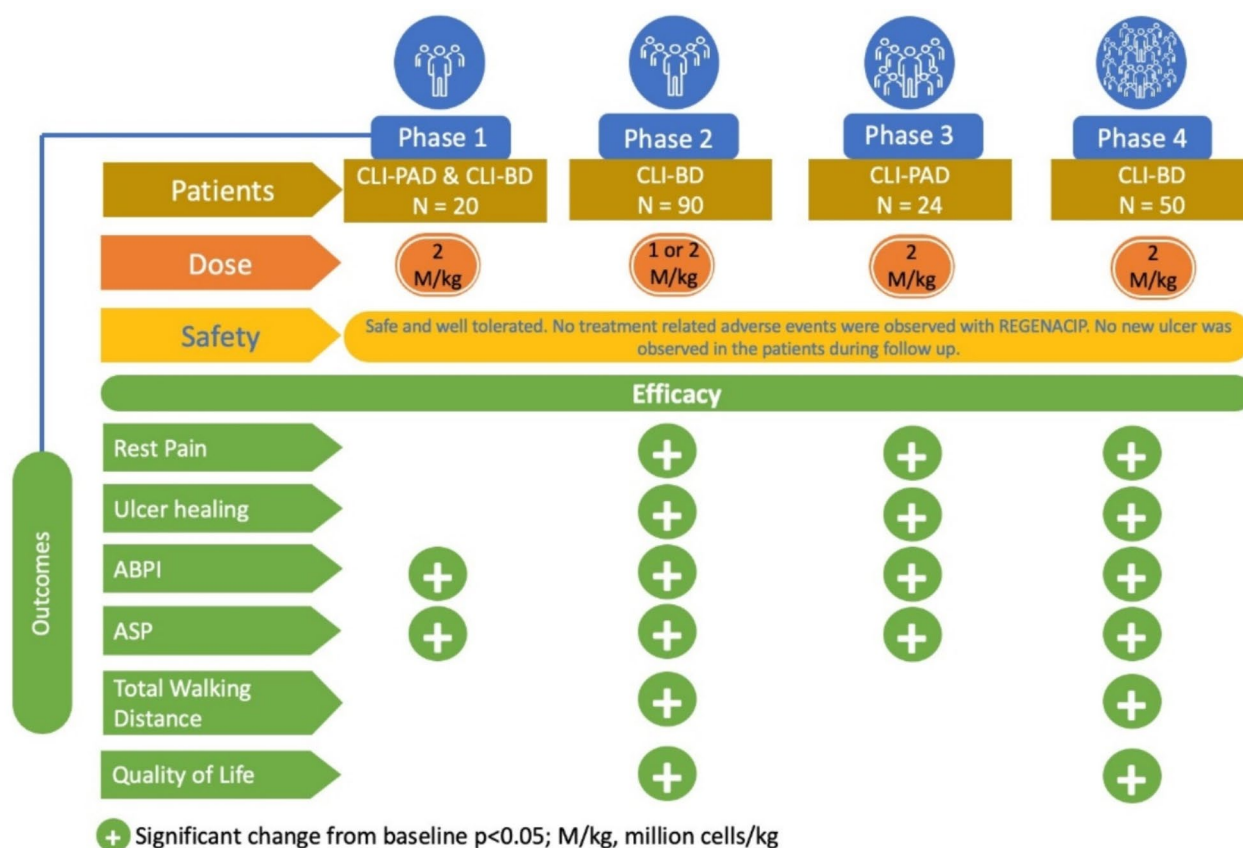 Phase 1
Phase 2
Phase 3
Phase 4
Patients
CLI-PAD & CLI-BD
N = 20
CLI-BD
N = 90
CLI-PAD
N = 24
CLI-BD
N = 50
Dose
2
M/kg
1 or 2
M/kg
2
M/kg
2
M/kg
Safety
Safe and well tolerated. No treatment related adverse events were observed with REGENACIP. No new ulcer was
observed in the patients during follow up.
Efficacy
Outcomes
Rest Pain
+ + +
Ulcer healing
+ + +
ABPI
+ + + +
ASP
+ + + +
Total Walking
Distance
+ +
Quality of Life
+ +
+ Significant change from baseline p<0.05; M/kg, million cells/kg